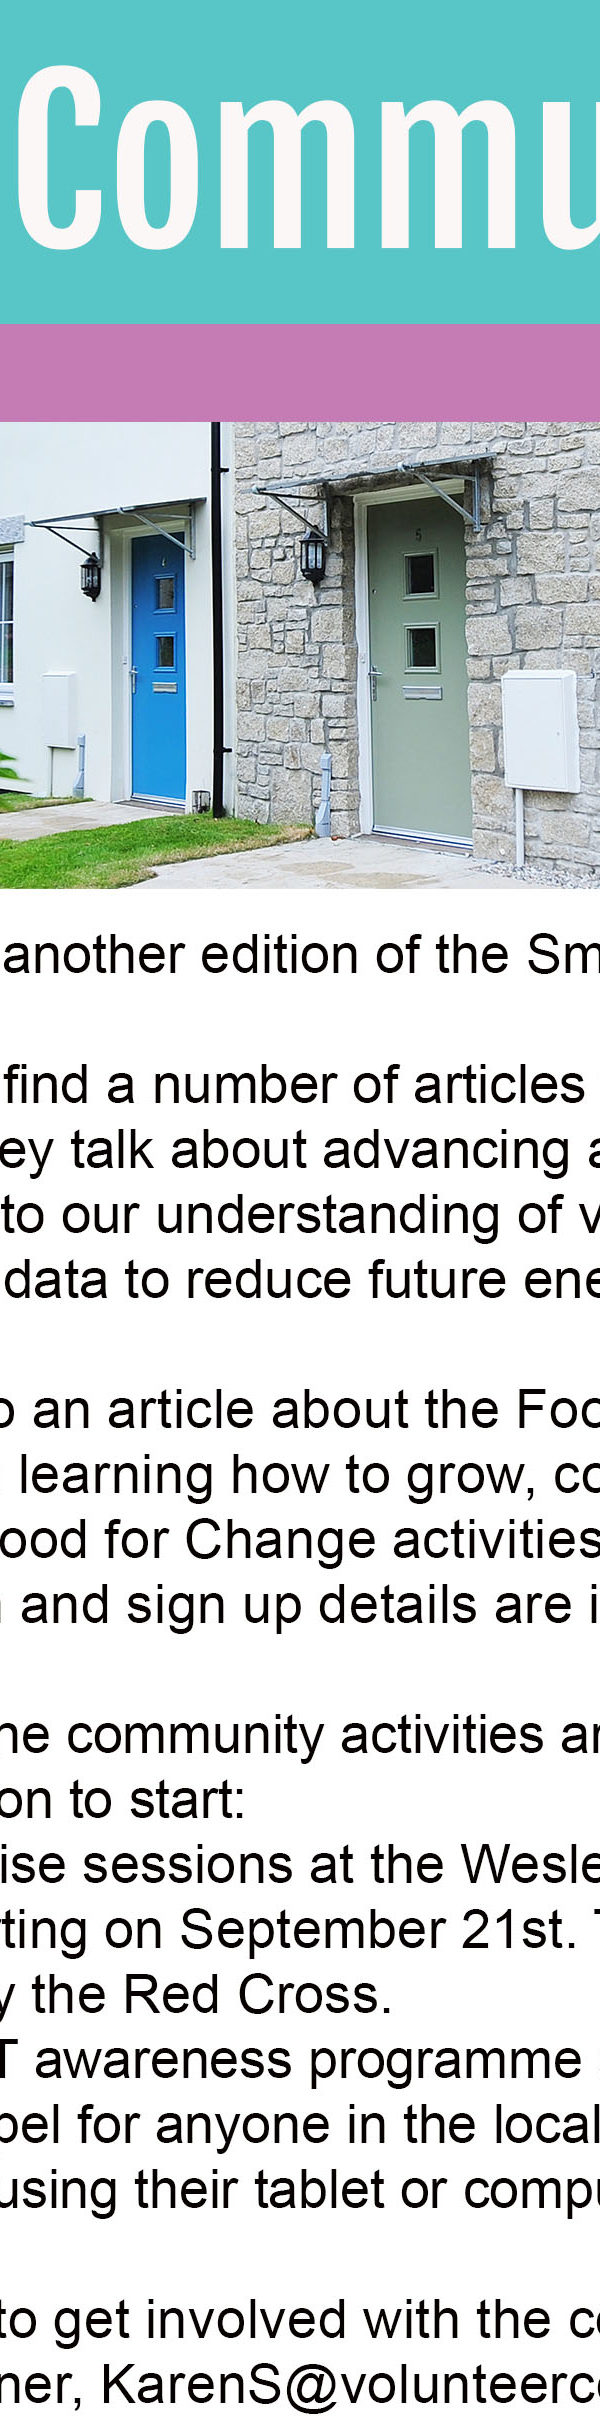 Commu
4
5
another edition of the Sm
find a number of articles
ey talk about advancing a
to our understanding of v
data to reduce future ene
o an article about the Foo
learning how to grow, co
ood for Change activities
and sign up details are i
he community activities ar
on to start:
ise sessions at the Wesle
rting on September 21st. T
y the Red Cross.
T awareness programme
pel for anyone in the local
using their tablet or compu
to get involved with the co
ner, KarenS@volunteerco